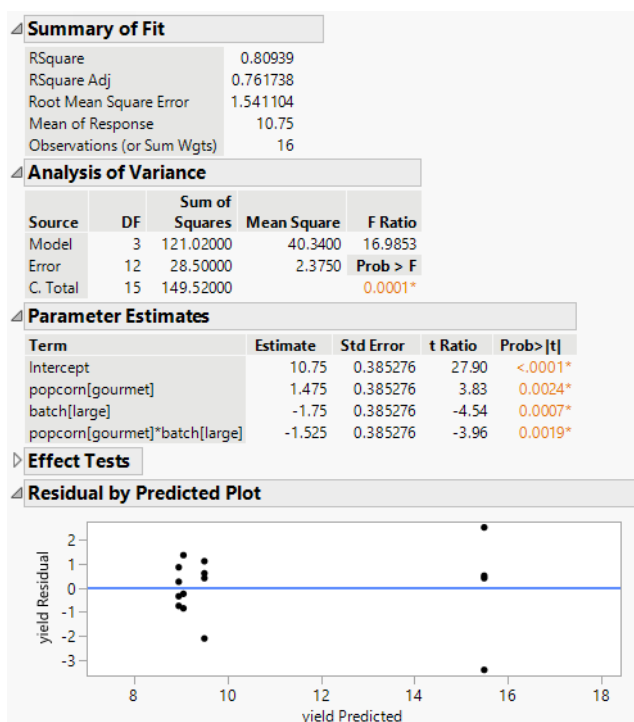 Summary of Fit
RSquare 0.80939
RSquare Adj 0.761738
Root Mean Square Error 1.541104
Mean of Response 10.75
Observations (or Sum Wgts) 16
Analysis of Variance
Sum of
Source DF Squares Mean Square F Ratio
Model 3 121.02000 40.3400 16.9853
Error 12 28.50000 2.3750 Prob > F
C. Total 15 149.52000 0.0001*
Parameter Estimates
Term Estimate Std Error t Ratio Prob>|t|
Intercept 10.75 0.385276 27.90 <.0001*
popcorn[gourmet] 1.475 0.385276 3.83 0.0024*
batch[large] -1.75 0.385276 -4.54 0.0007*
popcorn[gourmet]*batch[large] -1.525 0.385276 -3.96 0.0019*
Effect Tests
Residual by Predicted Plot
yield Residual
2
1
0
-1
-2
-3
8 10 12 14 16 18
yield Predicted